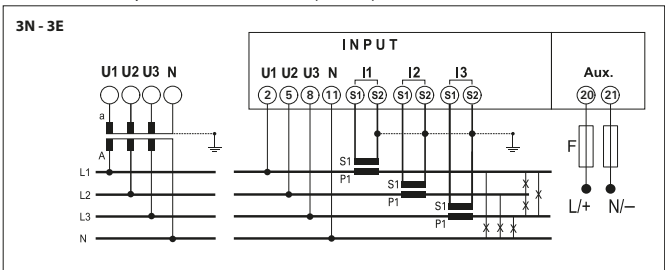 3N - 3E
INPUT
U1 U2 U3 N
U1 U2 U3 N I1 I2 I3
Aux.
2 5 8 11 S1 S2 S1 S2 S1 S2
20 21
a
A
F
S1
L1
P1
S1
L2
P1
L/+ N/–
S1
L3
P1
N